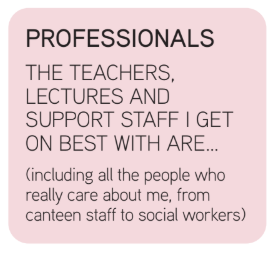 PROFESSIONALS
THE TEACHERS,
LECTURES AND
SUPPORT STAFF I GET
ON BEST WITH ARE...
(including all the people who
really care about me, from
canteen staff to social workers)